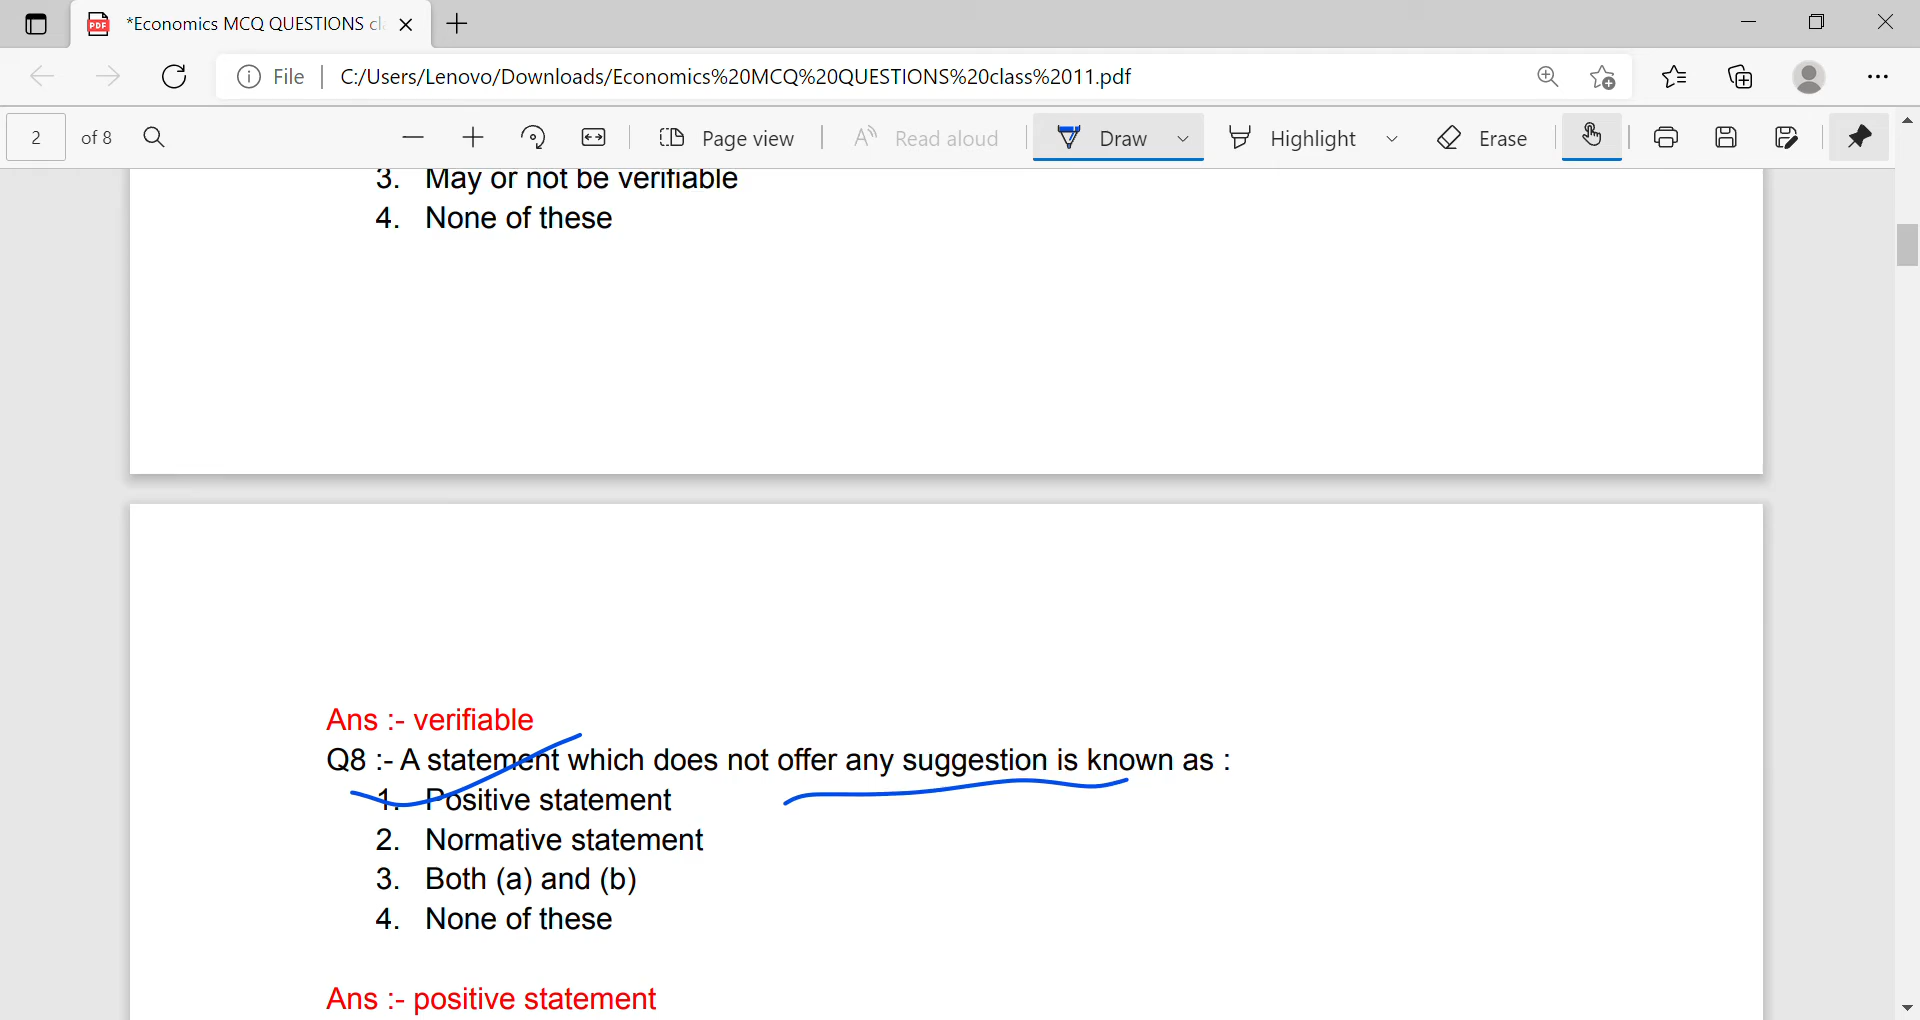 *Economics MCQ QUESTIONS cl
File
C:/Users/Lenovo/Downloads/Economics%20MCQ%20QUESTIONS%20class%2011.pdf
2 of 8
Page view
Read aloud
Draw
Highlight
Erase
3. May or not be verifiable
4. None of these
Ans :- verifiable
Q8 :- A statement which does not offer any suggestion is known as :
1. Positive statement
2. Normative statement
3. Both (a) and (b)
4. None of these
Ans :- positive statement